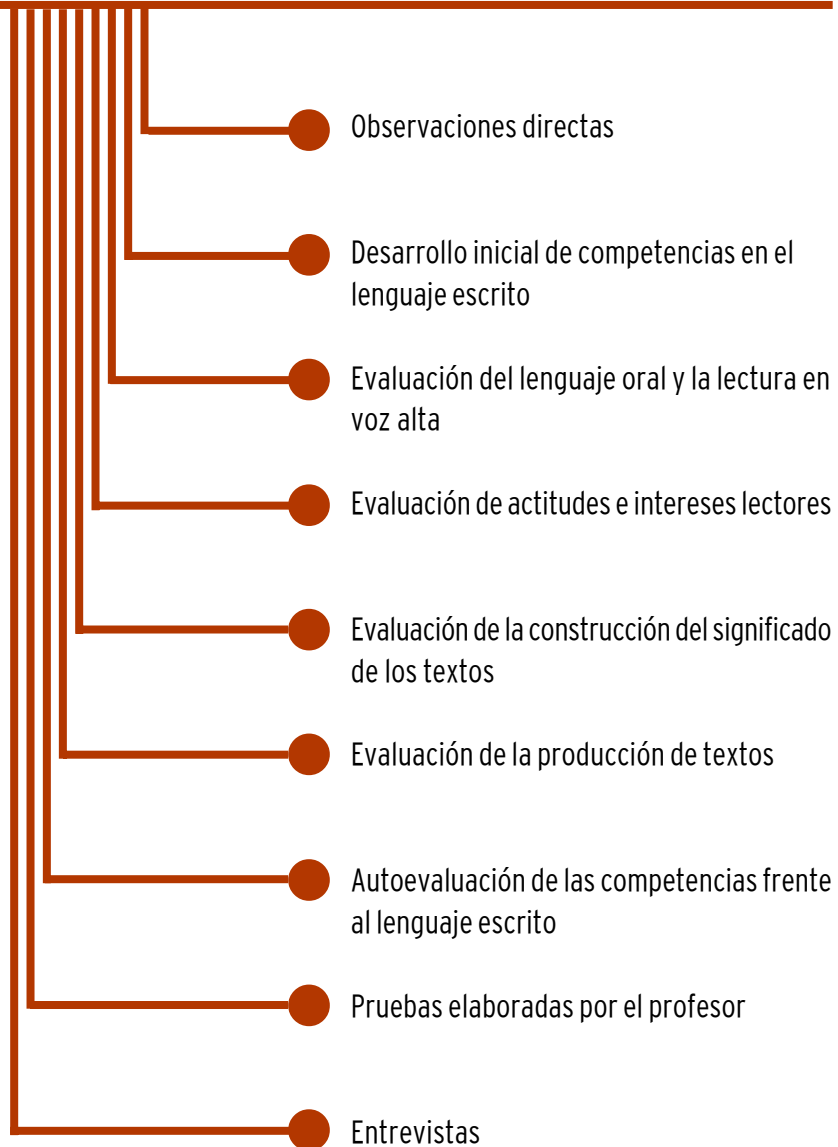 Observaciones directas
Desarrollo inicial de competencias en el
lenguaje escrito
Evaluación del lenguaje oral y la lectura en
voz alta
Evaluación de actitudes e intereses lectores
Evaluación de la construcción del significado
de los textos
Evaluación de la producción de textos
Autoevaluación de las competencias frente
al lenguaje escrito
Pruebas elaboradas por el profesor
Entrevistas